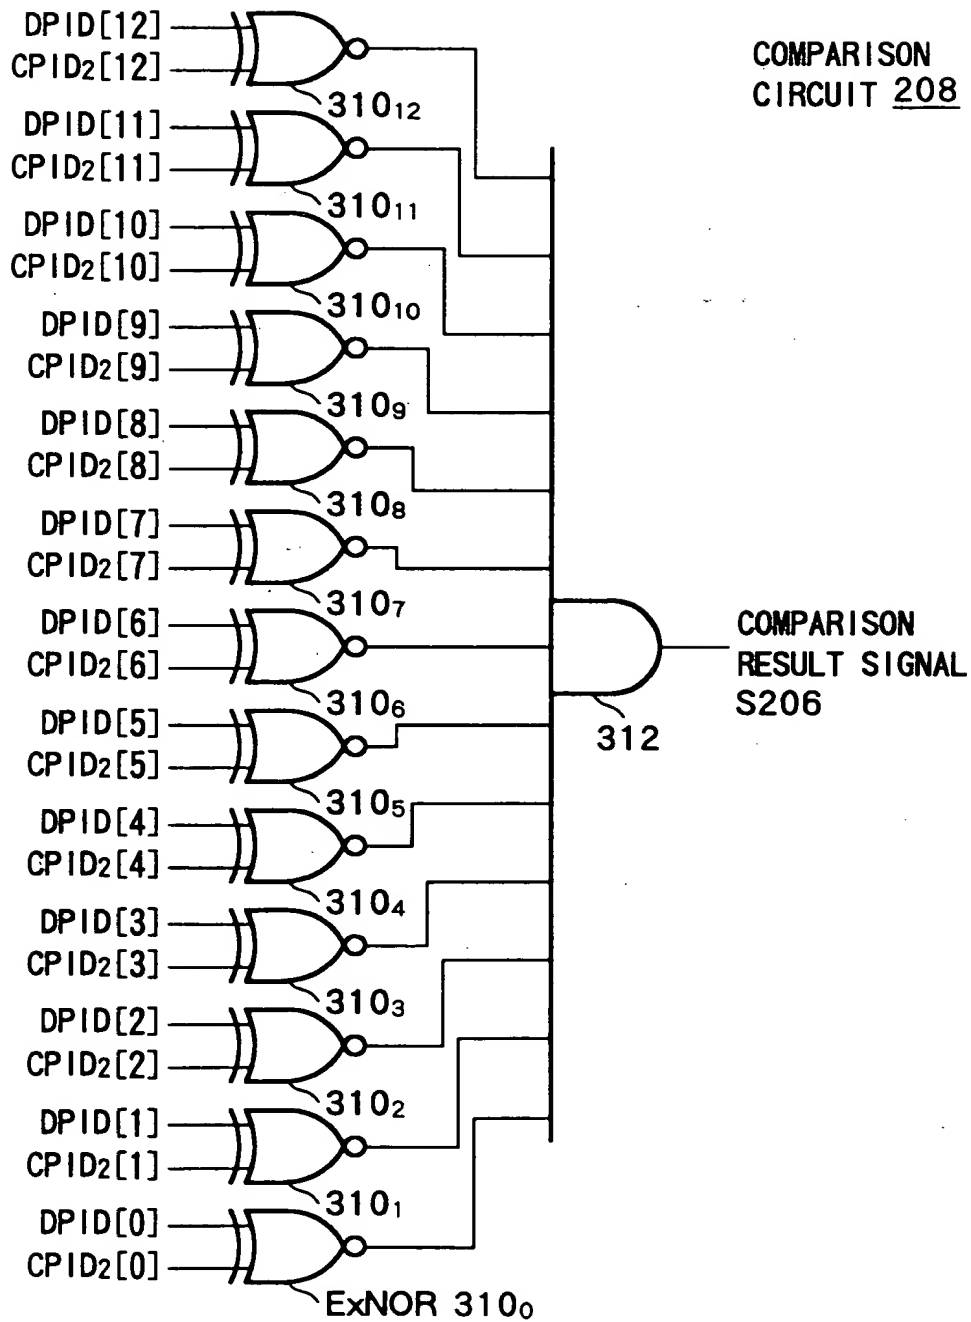 DPID[12]
CPID2[12]
31012
COMPARISON
CIRCUIT 208
DPID[11]
CPID2[11]
31011
DPID[10]
CPID2[10]
31010
DPID[9]
CPID2[9]
3109
DPID[8]
CPID2[8]
3108
DPID[7]
CPID2[7]
3107
DPID[6]
CPID2[6]
3106
COMPARISON
RESULT SIGNAL
S206
312
DPID[5]
CPID2[5]
3105
DPID[4]
CPID2[4]
3104
DPID[3]
CPID2[3]
3103
DPID[2]
CPID2[2]
3102
DPID[1]
CPID2[1]
3101
DPID[0]
CPID2[0]
ExNOR 3100